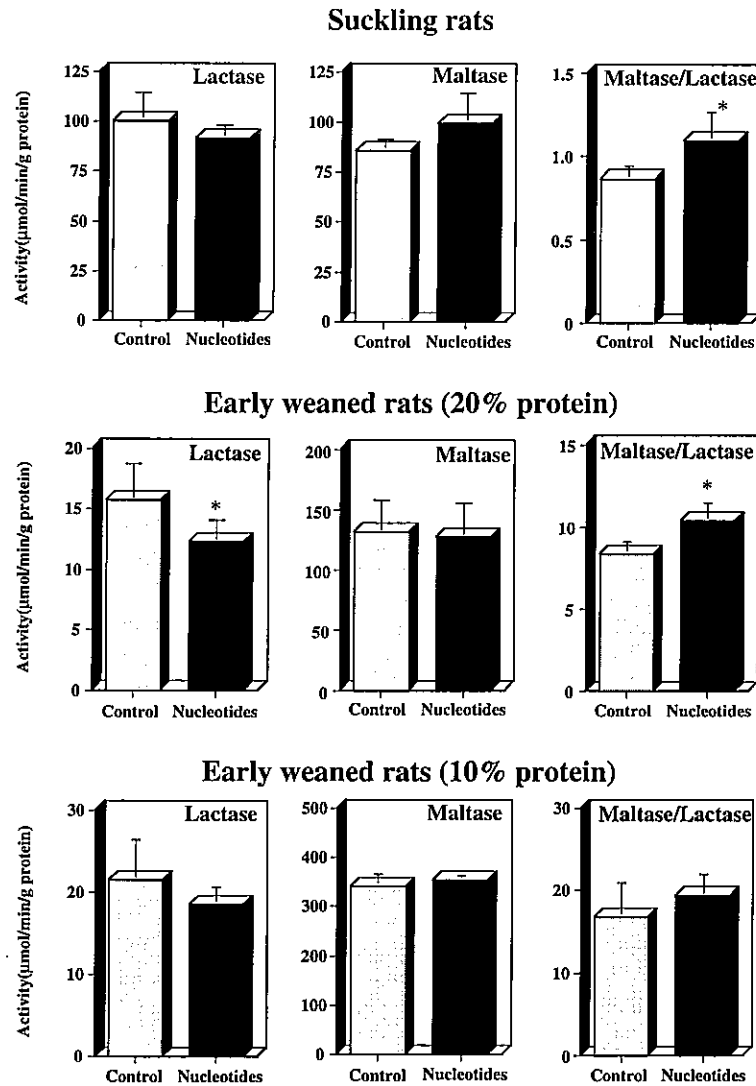 Suckling rats
Activity(µmol/min/g protein)
Lactase
125
100
75
50
25
0
Control Nucleotides
Maltase
125
100
75
50
25
0
Control Nucleotides
Maltase/Lactase
*
1.5
1.0
0.5
0
Control Nucleotides
Early weaned rats (20% protein)
Activity(µmol/min/g protein)
Lactase
*
20
15
10
5
0
Control Nucleotides
Maltase
200
150
100
50
0
Control Nucleotides
Maltase/Lactase
*
15
10
5
0
Control Nucleotides
Early weaned rats (10% protein)
Activity(µmol/min/g protein)
Lactase
30
20
10
0
Control Nucleotides
Maltase
500
400
300
200
100
0
Control Nucleotides
Maltase/Lactase
30
20
10
0
Control Nucleotides